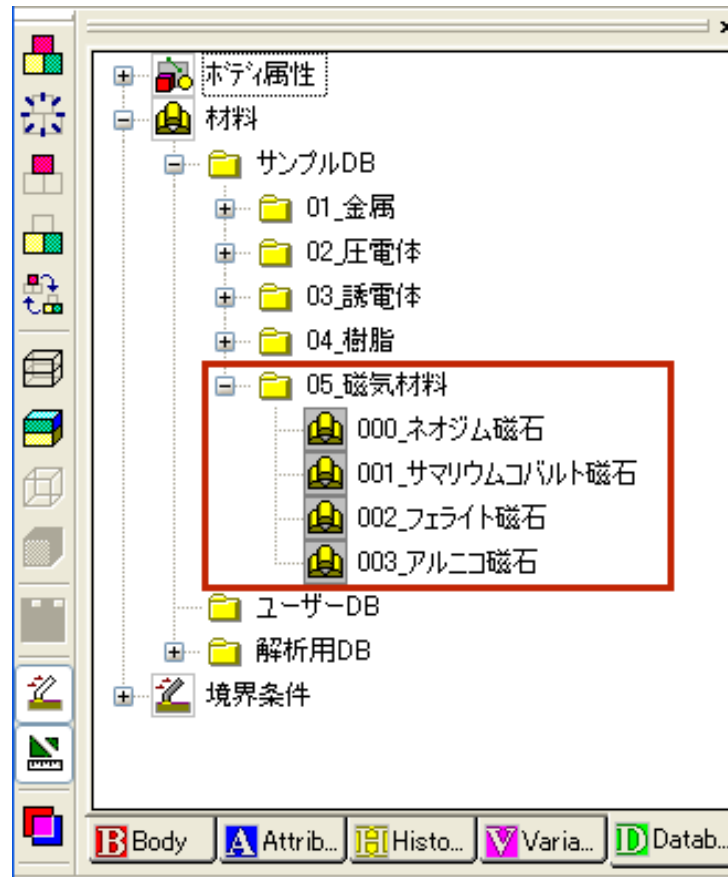 ボディ属性
材料
サンプルDB
01_金属
02_圧電体
03_誘電体
04_樹脂
05_磁気材料
000_ネオジム磁石
001_サマリウムコバルト磁石
002_フェライト磁石
003_アルニコ磁石
ユーザーDB
解析用DB
境界条件
B Body A Attrib... H Histo... V Varia... D Datab...